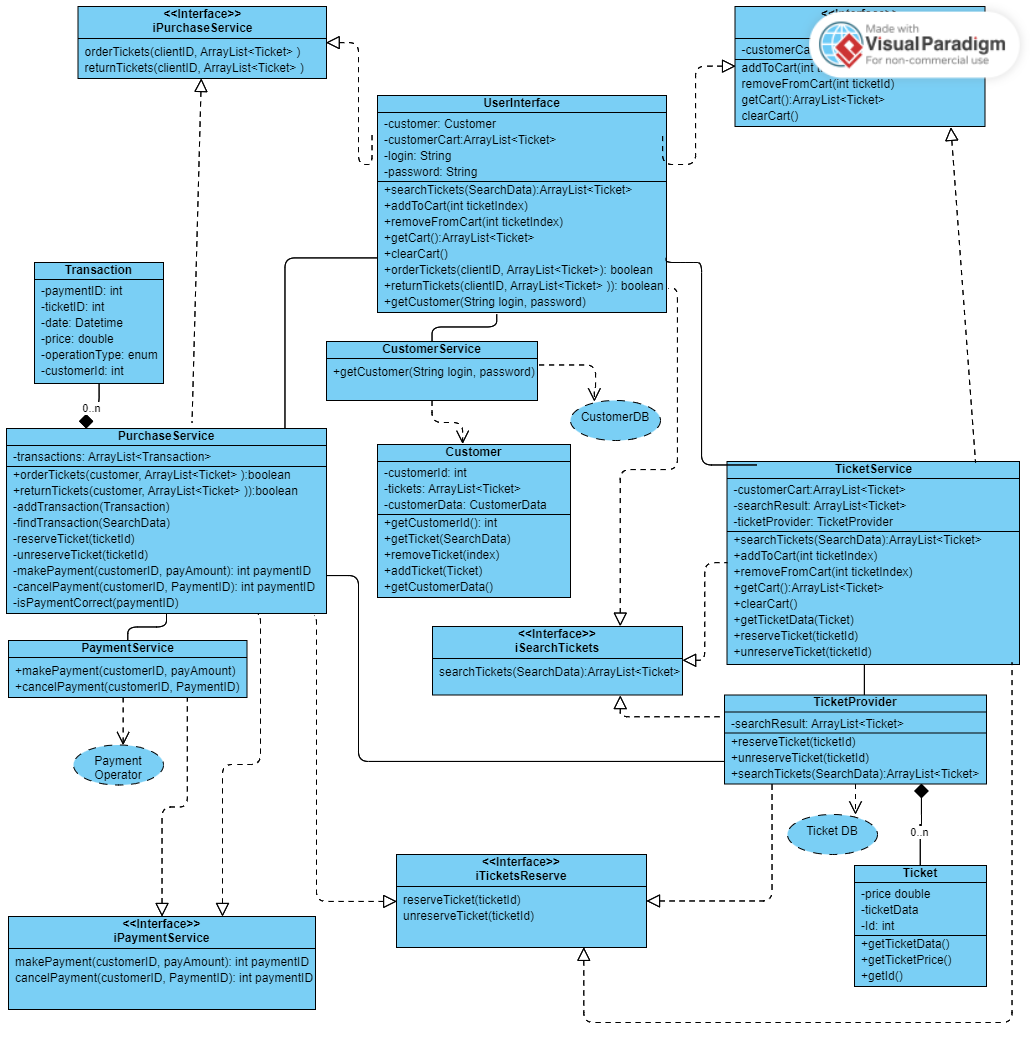 <<Interface>>
iPurchaseService
orderTickets(clientID, ArrayList<Ticket> )
returnTickets(clientID, ArrayList<Ticket> )
Made with
VisualParadigm
For non-commercial use
-customerCa
addToCart(int
removeFromCart(int ticketId)
getCart():ArrayList<Ticket>
clearCart()
UserInterface
-customer: Customer
-customerCart:ArrayList<Ticket>
-login: String
-password: String
+searchTickets(SearchData):ArrayList<Ticket>
+addToCart(int ticketIndex)
+removeFromCart(int ticketIndex)
+getCart():ArrayList<Ticket>
+clearCart()
+orderTickets(clientID, ArrayList<Ticket>): boolean
+returnTickets(clientID, ArrayList<Ticket> )): boolean
+getCustomer(String login, password)
Transaction
-paymentID: int
-ticketID: int
-date: Datetime
-price: double
-operationType: enum
-customerId: int
0..n
CustomerService
+getCustomer(String login, password)
CustomerDB
PurchaseService
-transactions: ArrayList<Transaction>
+orderTickets(customer, ArrayList<Ticket> ):boolean
+returnTickets(customer, ArrayList<Ticket> )):boolean
-addTransaction(Transaction)
-findTransaction(SearchData)
-reserveTicket(ticketId)
-unreserveTicket(ticketId)
-makePayment(customerID, payAmount): int paymentID
-cancelPayment(customerID, PaymentID): int paymentID
-isPaymentCorrect(paymentID)
Customer
-customerId: int
-tickets: ArrayList<Ticket>
-customerData: CustomerData
+getCustomerId(): int
+getTicket(SearchData)
+removeTicket(index)
+addTicket(Ticket)
+getCustomerData()
TicketService
-customerCart:ArrayList<Ticket>
-searchResult: ArrayList<Ticket>
-ticketProvider: TicketProvider
+searchTickets(SearchData):ArrayList<Ticket>
+addToCart(int ticketIndex)
+removeFromCart(int ticketIndex)
+getCart():ArrayList<Ticket>
+clearCart()
+getTicketData(Ticket)
+reserveTicket(ticketId)
+unreserveTicket(ticketId)
<<Interface>>
iSearchTickets
searchTickets(SearchData):ArrayList<Ticket>
PaymentService
+makePayment(customerID, payAmount)
+cancelPayment(customerID, PaymentID)
Payment
Operator
TicketProvider
-searchResult: ArrayList<Ticket>
+reserveTicket(ticketId)
+unreserveTicket(ticketId)
+searchTickets(SearchData):ArrayList<Ticket>
Ticket DB
0..n
<<Interface>>
iTicketsReserve
reserveTicket(ticketId)
unreserveTicket(ticketId)
Ticket
-price double
-ticketData
-Id: int
+getTicketData()
+getTicketPrice()
+getId()
<<Interface>>
iPaymentService
makePayment(customerID, payAmount): int paymentID
cancelPayment(customerID, PaymentID): int paymentID